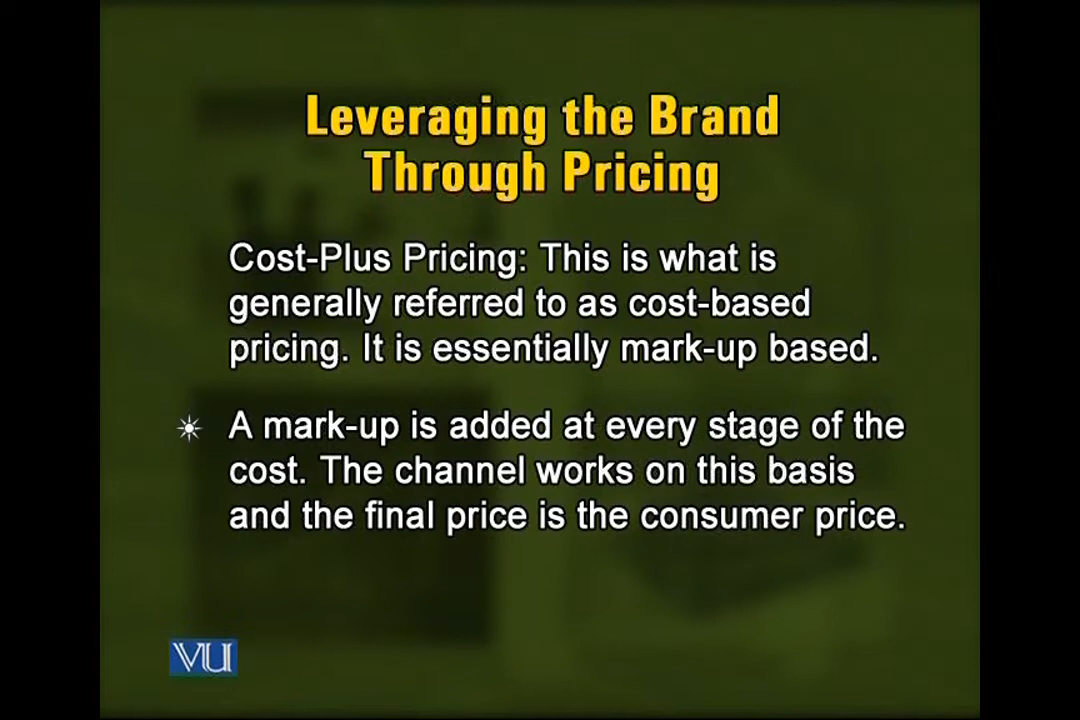 Leveraging the Brand
Through Pricing
Cost-Plus Pricing: This is what is
generally referred to as cost-based
pricing. It is essentially mark-up based.
A mark-up is added at every stage of the
cost. The channel works on this basis
and the final price is the consumer price.
VU